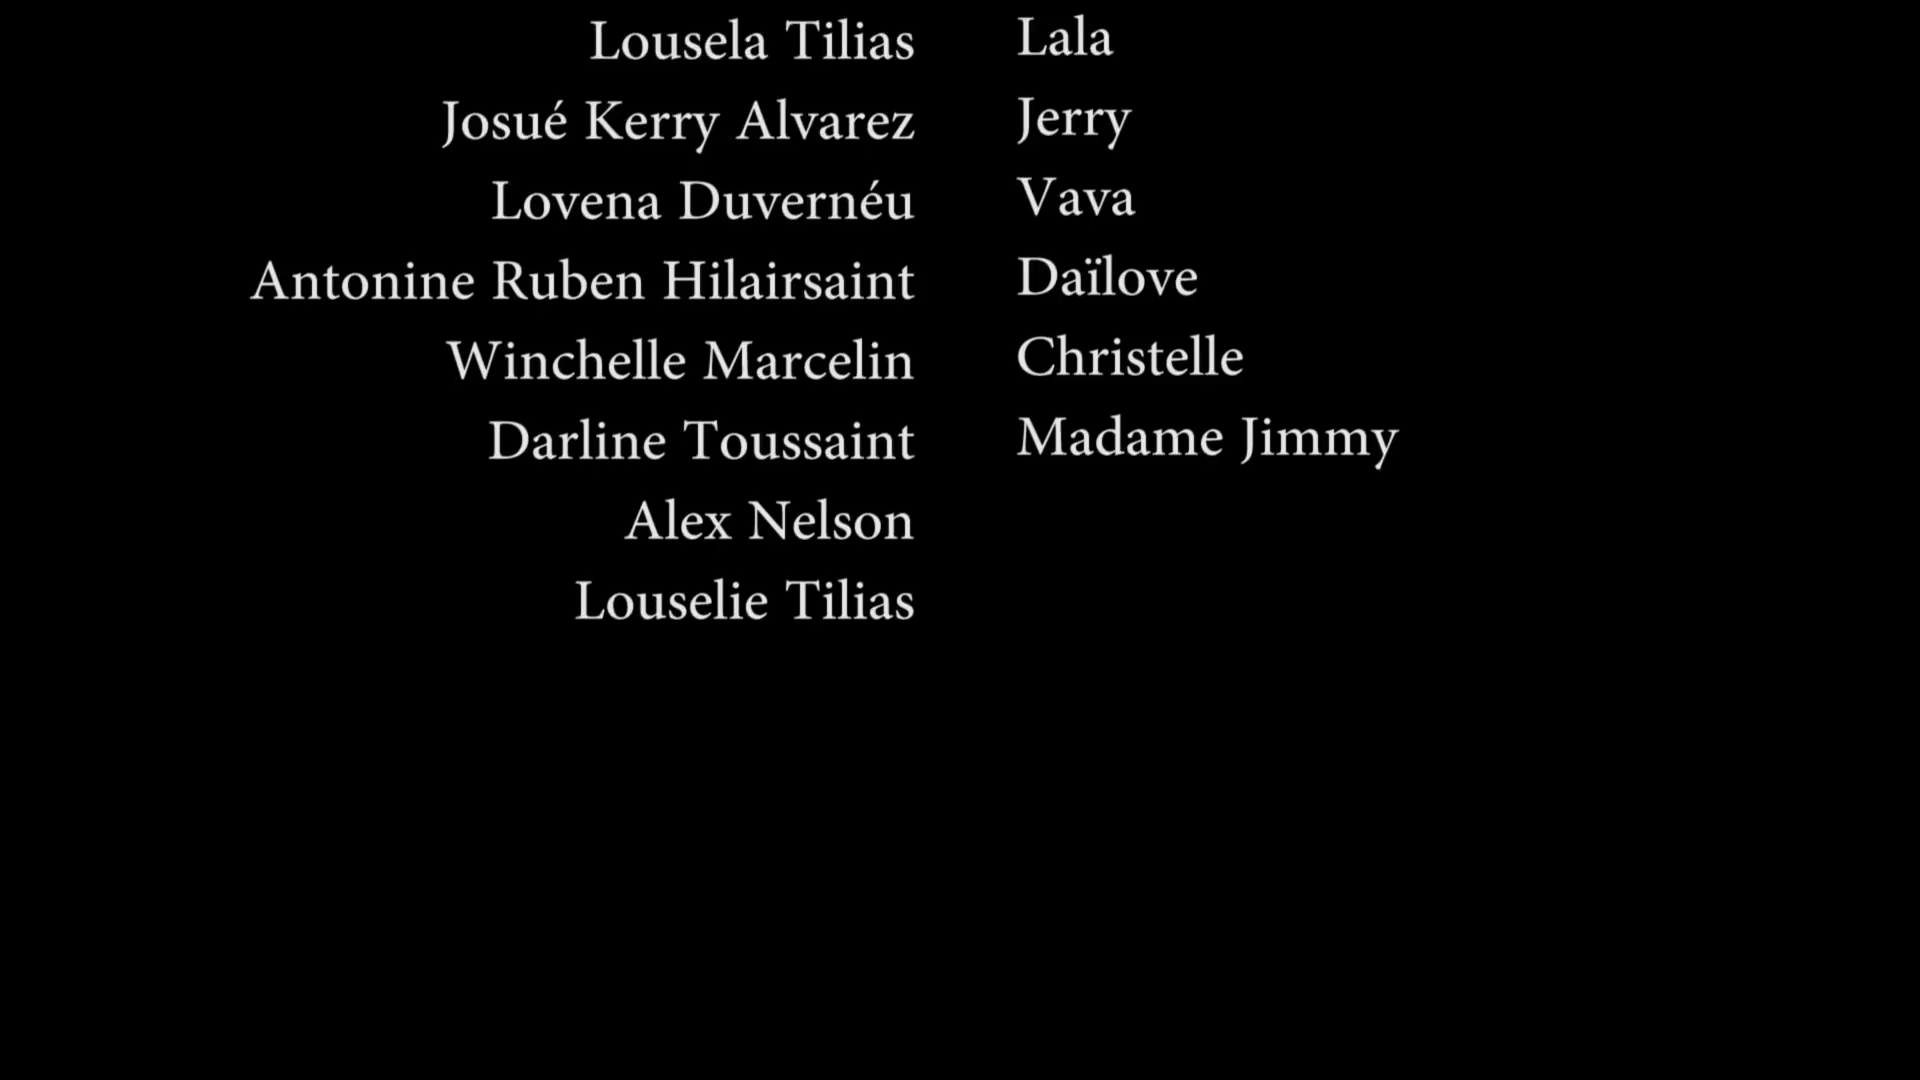 Lousela Tilias Lala
Josué Kerry Alvarez Jerry
Lovena Duvernéu Vava
Antonine Ruben Hilairsaint Daïlove
Winchelle Marcelin Christelle
Darline Toussaint Madame Jimmy
Alex Nelson
Louselie Tilias